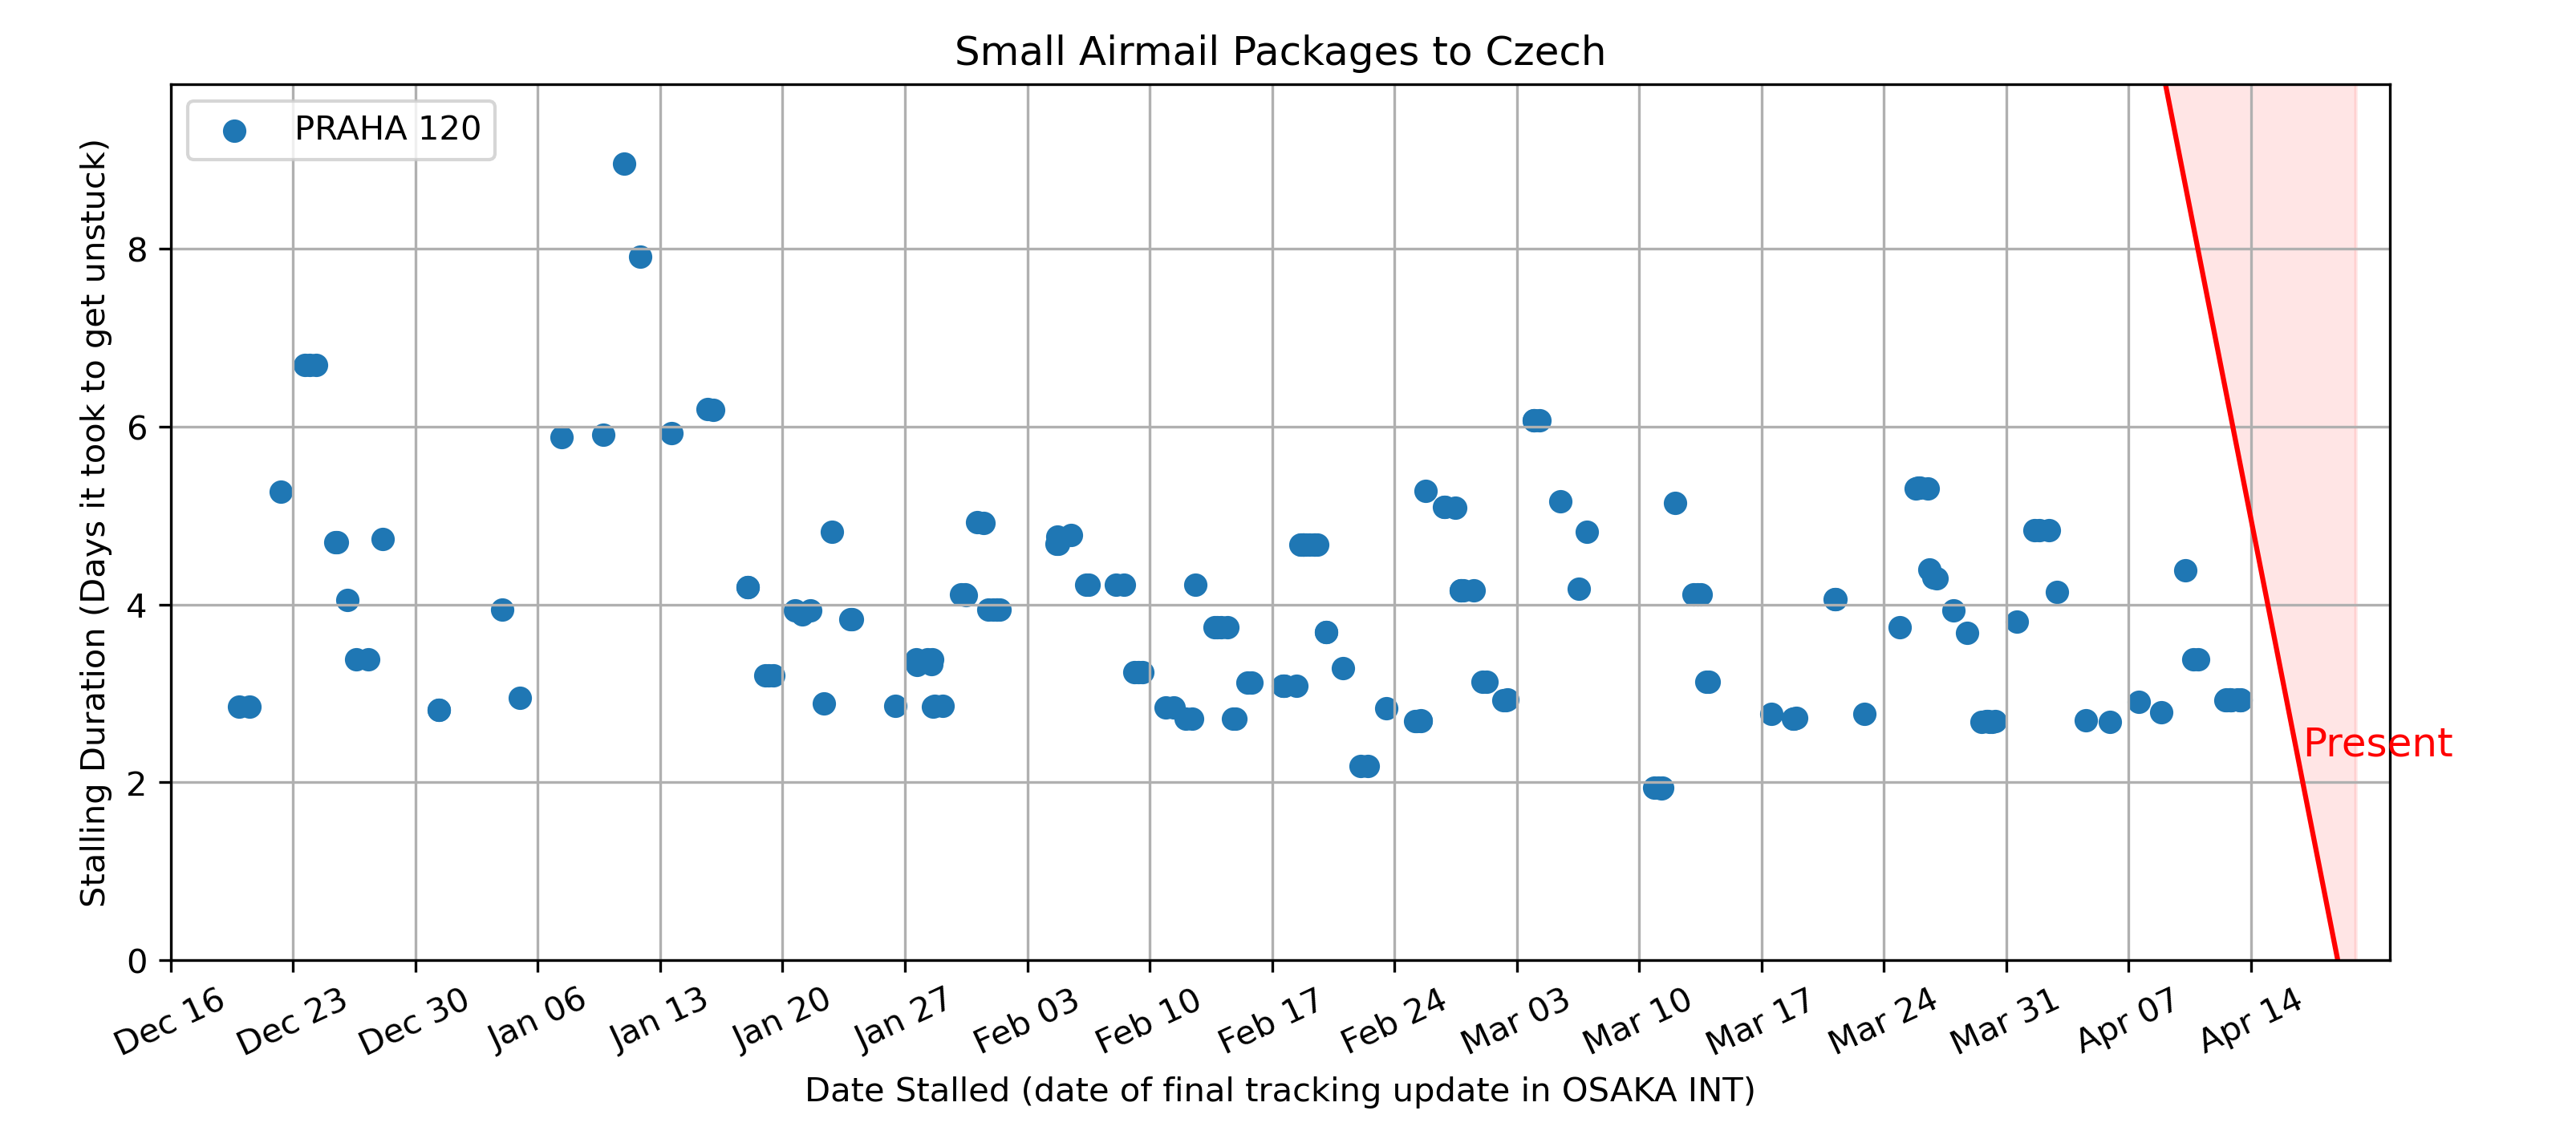 Small Airmail Packages to Czech
PRAHA 120
Stalling Duration (Days it took to get unstuck)
8
6
4
2
0
Present
Dec 16
Dec 23
Dec 30
Jan 06
Jan 13
Jan 20
Jan 27
Feb 03
Feb 10
Feb 17
Feb 24
Mar 03
Mar 10
Mar 17
Mar 24
Mar 31
Apr 07
Apr 14
Date Stalled (date of final tracking update in OSAKA INT)